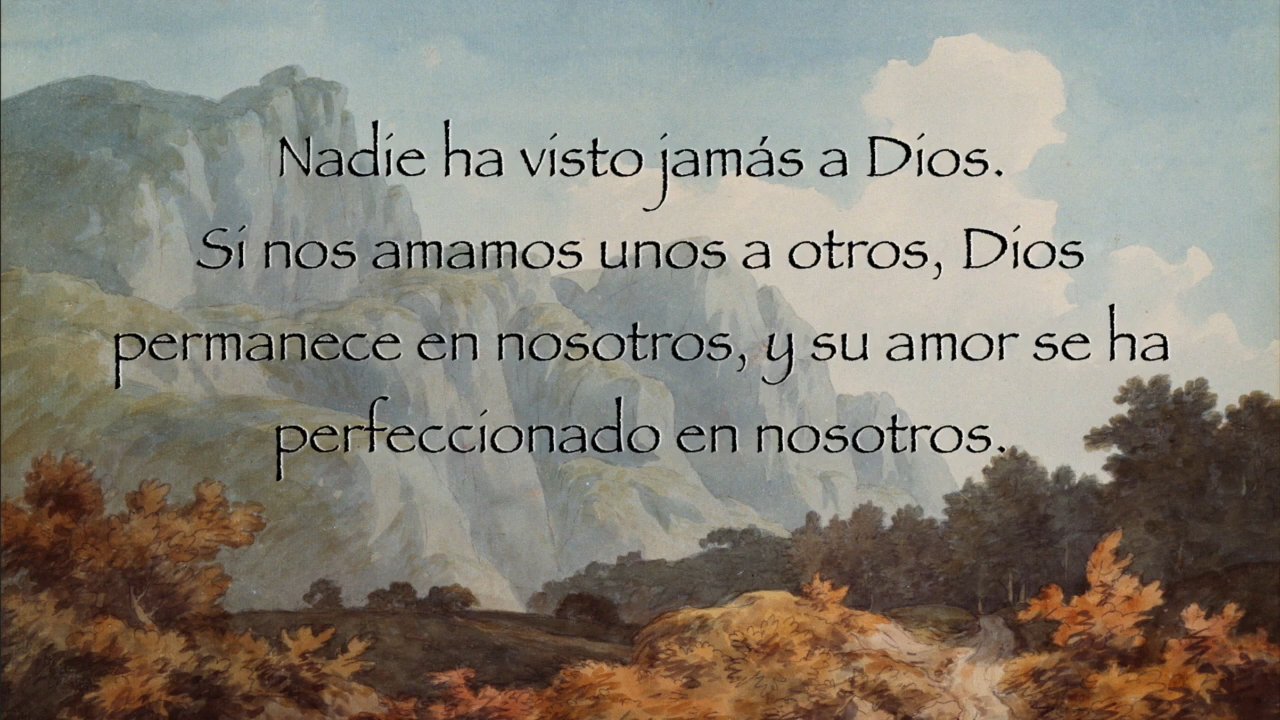 Nadie ha visto jamás a Dios.
Si nos amamos unos a otros, Dios
permanece en nosotros, y su amor se ha
perfeccionado en nosotros.